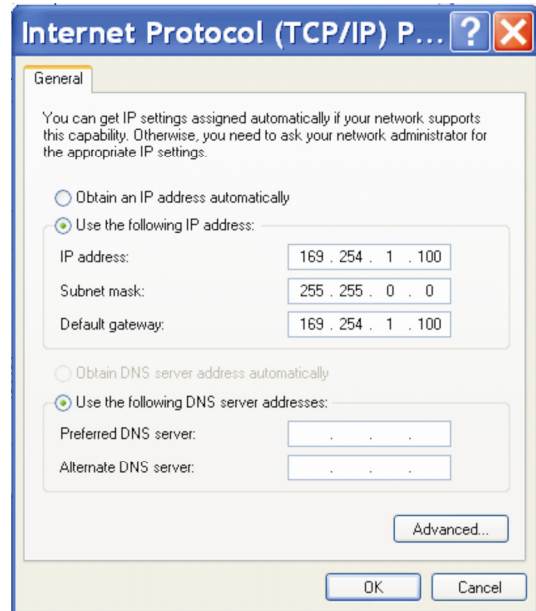 Internet Protocol (TCP/IP) P...
General
You can get IP settings assigned automatically if your network supports
this capability. Otherwise, you need to ask your network administrator for
the appropriate IP settings.
Obtain an IP address automatically
Use the following IP address:
IP address: 169 . 254 . 1 . 100
Subnet mask: 255 . 255 . 0 . 0
Default gateway: 169 . 254 . 1 . 100
Obtain DNS server address automatically
Use the following DNS server addresses:
Preferred DNS server: . . .
Alternate DNS server: . . .
Advanced...
OK Cancel